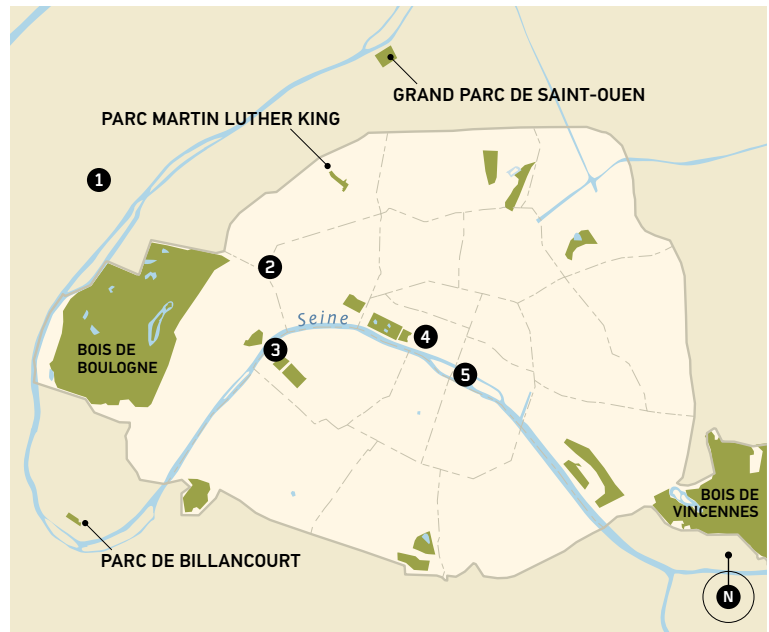 GRAND PARC DE SAINT-OUEN
PARC MARTIN LUTHER KING
1
2
Seine
4
3
BOIS DE
BOULOGNE
5
BOIS DE
VINCENNES
PARC DE BILLANCOURT
N